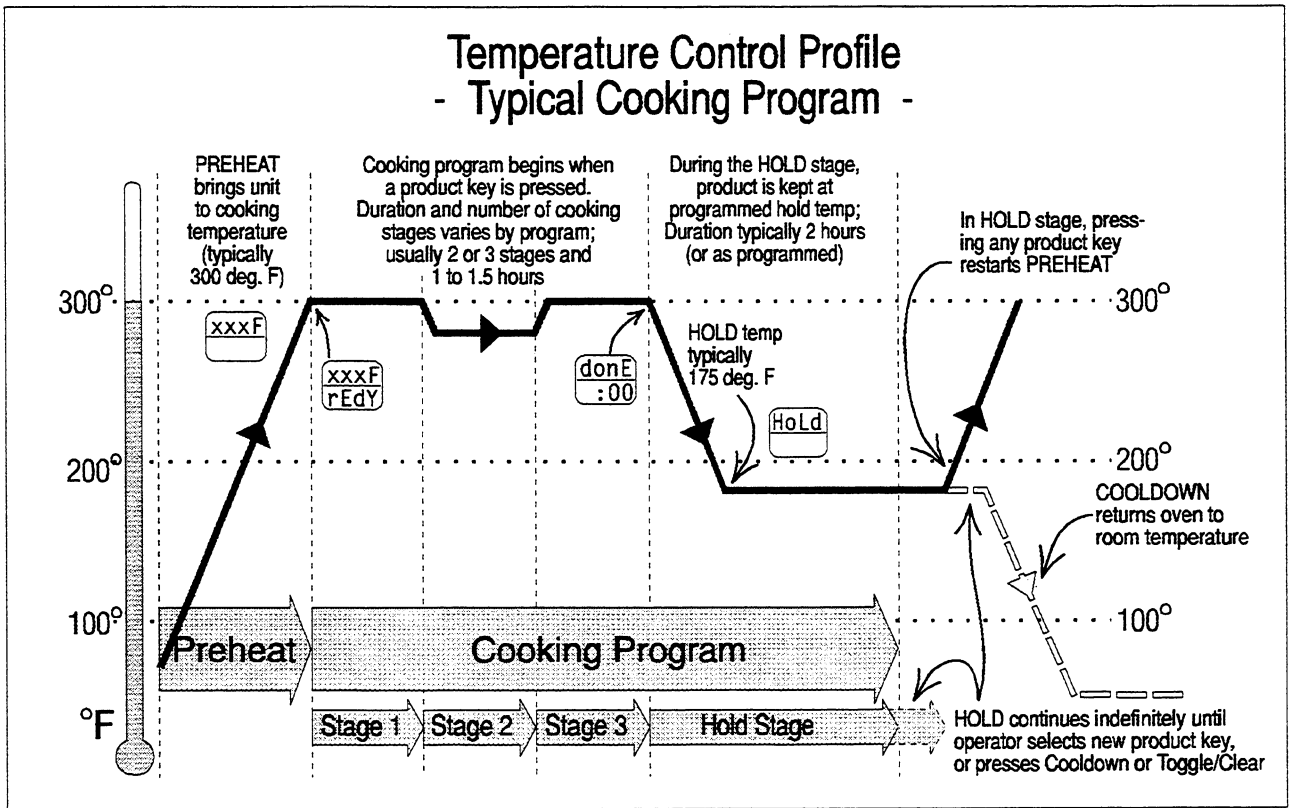 Temperature Control Profile
- Typical Cooking Program -
PREHEAT
brings unit
to cooking
temperature
(typically
300 deg. F)
Cooking program begins when
a product key is pressed.
Duration and number of cooking
stages varies by program;
usually 2 or 3 stages and
1 to 1.5 hours
During the HOLD stage,
product is kept at
programmed hold temp;
Duration typically 2 hours
(or as programmed)
In HOLD stage, press-
ing any product key
restarts PREHEAT
300°
300°
xxxF
xxxF
rEdY
donE
:00
HOLD temp
typically
175 deg. F
HoLd
200°
200°
COOLDOWN
returns oven to
room temperature
100°
100°
Preheat
Cooking Program
°F
Stage 1
Stage 2
Stage 3
Hold Stage
HOLD continues indefinitely until
operator selects new product key,
or presses Cooldown or Toggle/Clear